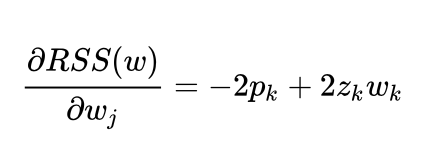 ∂RSS(w)/∂w_j = −2p_k + 2z_k w_k